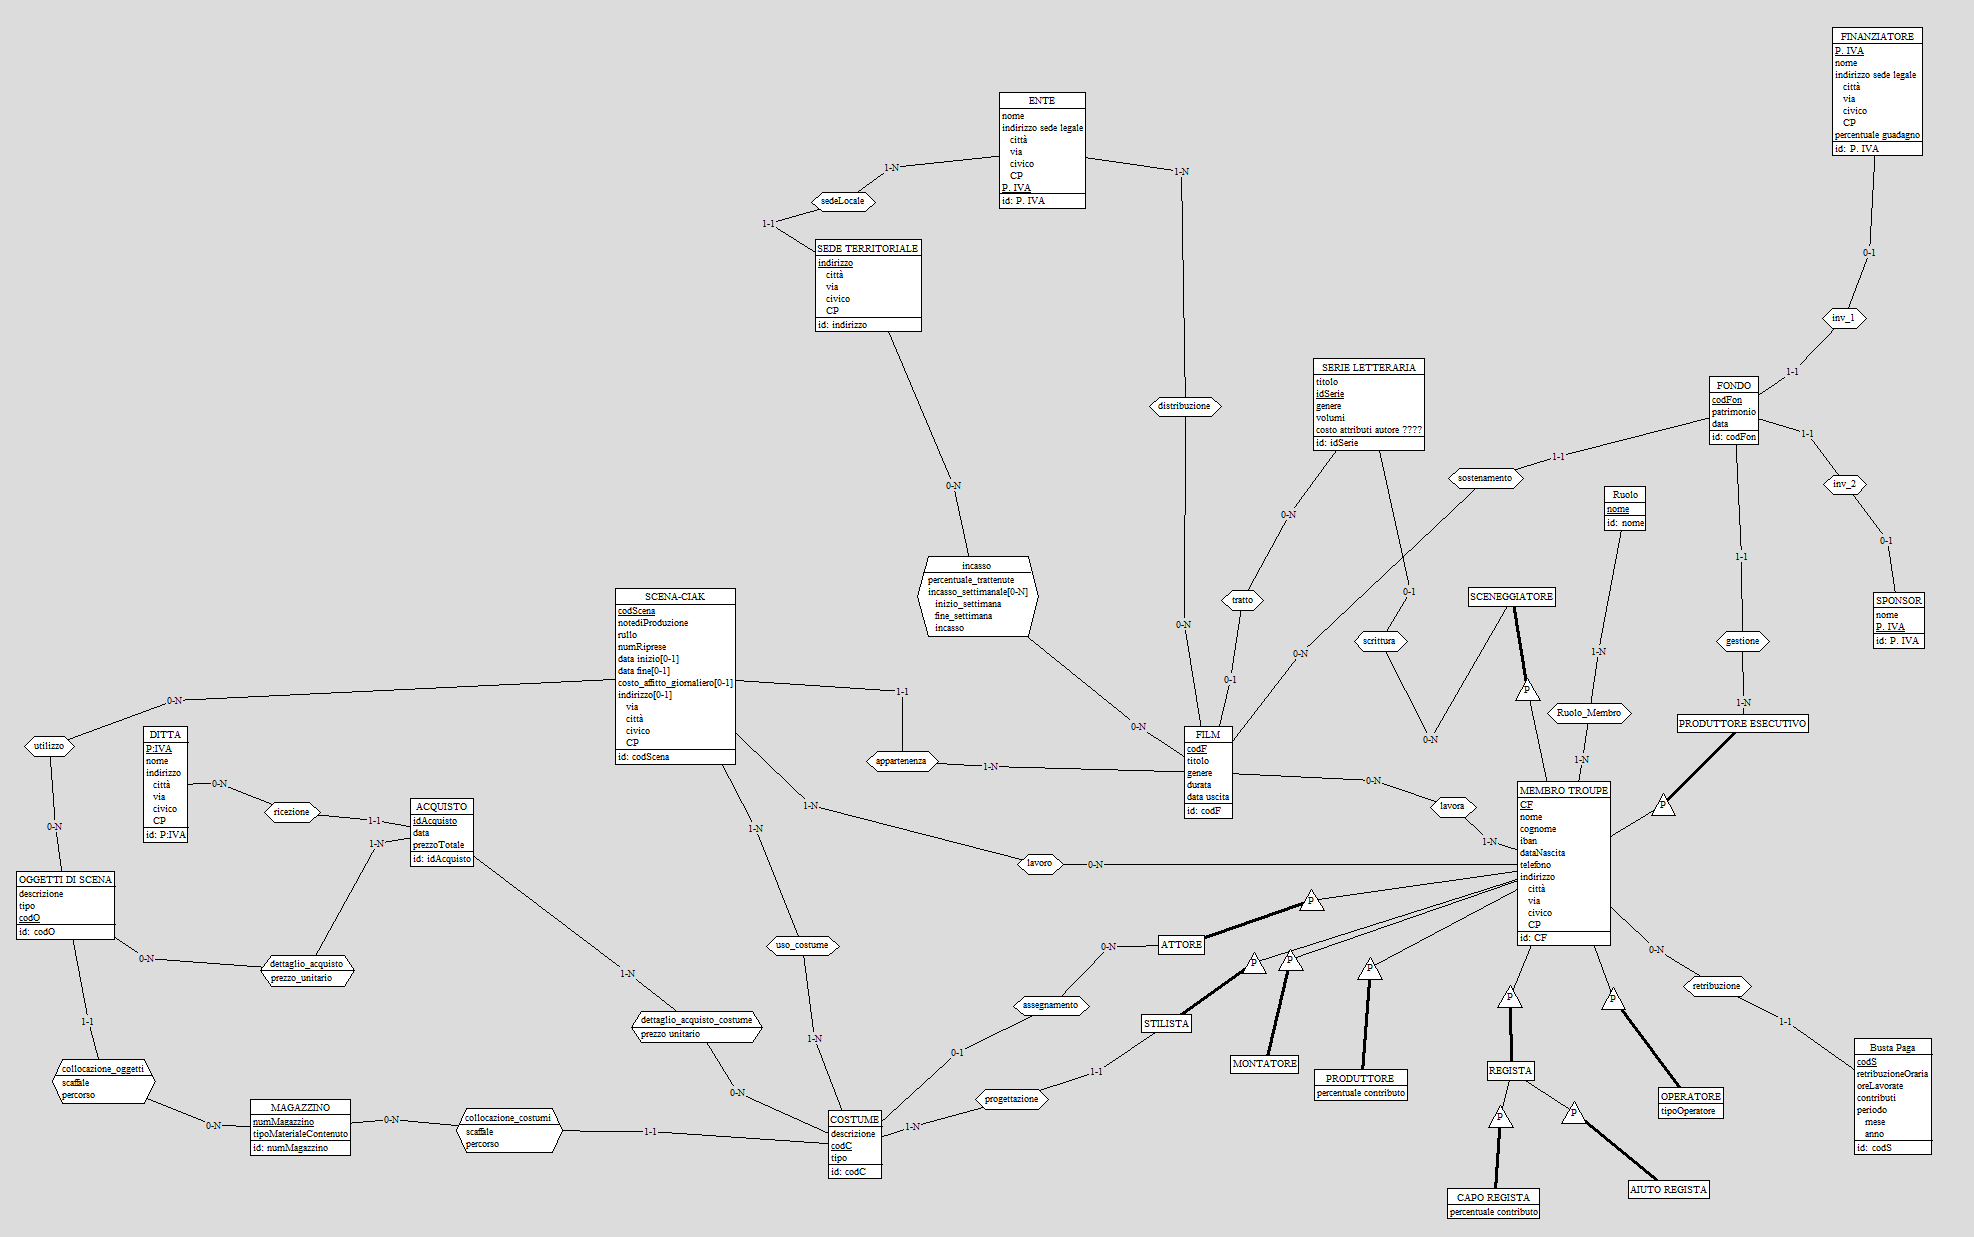 FINANZIATORE
P. IVA
nome
indirizzo sede legale
città
via
civico
CP
percentuale guadagno
id: P. IVA
ENTE
nome
indirizzo sede legale
città
via
civico
CP
P. IVA
id: P. IVA
1-N
1-N
sedeLocale
1-1
SEDE TERRITORIALE
indirizzo
città
via
civico
CP
id: indirizzo
0-1
inv_1
1-1
SERIE LETTERARIA
titolo
idSerie
genere
volumi
costo attributi autore ????
id: idSerie
FONDO
codFon
patrimonio
data
id: codFon
distribuzione
1-1
1-1
sostenamento
inv_2
0-N
0-N
Ruolo
nome
id: nome
0-1
1-1
incasso
percentuale_trattenute
incasso_settimanale[0-N]
inizio_settimana
fine_settimana
incasso
SCENA-CIAK
codScena
notediProduzione
rullo
numRiprese
data inizio[0-1]
data fine[0-1]
costo_affitto_giornaliero[0-1]
indirizzo[0-1]
via
città
civico
CP
id: codScena
tratto
0-1
SCENEGGIATORE
SPONSOR
nome
P. IVA
id: P. IVA
0-N
scrittura
gestione
0-N
1-N
0-1
P
1-1
0-N
1-N
Ruolo_Membro
PRODUTTORE ESECUTIVO
0-N
0-N
utilizzo
DITTA
P:IVA
nome
indirizzo
città
via
civico
CP
id: P:IVA
FILM
codF
titolo
genere
durata
data uscita
id: codF
appartenenza
1-N
1-N
0-N
0-N
ricezione
1-1
ACQUISTO
idAcquisto
data
prezzoTotale
id: idAcquisto
1-N
lavora
1-N
P
MEMBRO TROUPE
CF
nome
cognome
iban
dataNascita
telefono
indirizzo
città
via
civico
CP
id: CF
0-N
1-N
1-N
lavoro
0-N
OGGETTI DI SCENA
descrizione
tipo
codO
id: codO
P
ATTORE
0-N
uso_costume
0-N
0-N
dettaglio_acquisto
prezzo_unitario
1-N
P
P
P
P
P
retribuzione
assegnamento
STILISTA
1-1
1-1
dettaglio_acquisto_costume
prezzo unitario
1-N
0-1
MONTATORE
REGISTA
PRODUTTORE
percentuale contributo
OPERATORE
tipoOperatore
Busta Paga
codS
retribuzioneOraria
oreLavorate
contributi
periodo
mese
anno
id: codS
collocazione_oggetti
scaffale
percorso
1-1
progettazione
0-N
MAGAZZINO
numMagazzino
tipoMaterialeContenuto
id: numMagazzino
0-N
0-N
collocazione_costumi
scaffale
percorso
1-1
COSTUME
descrizione
codC
tipo
id: codC
1-N
P
P
CAPO REGISTA
percentuale contributo
AIUTO REGISTA